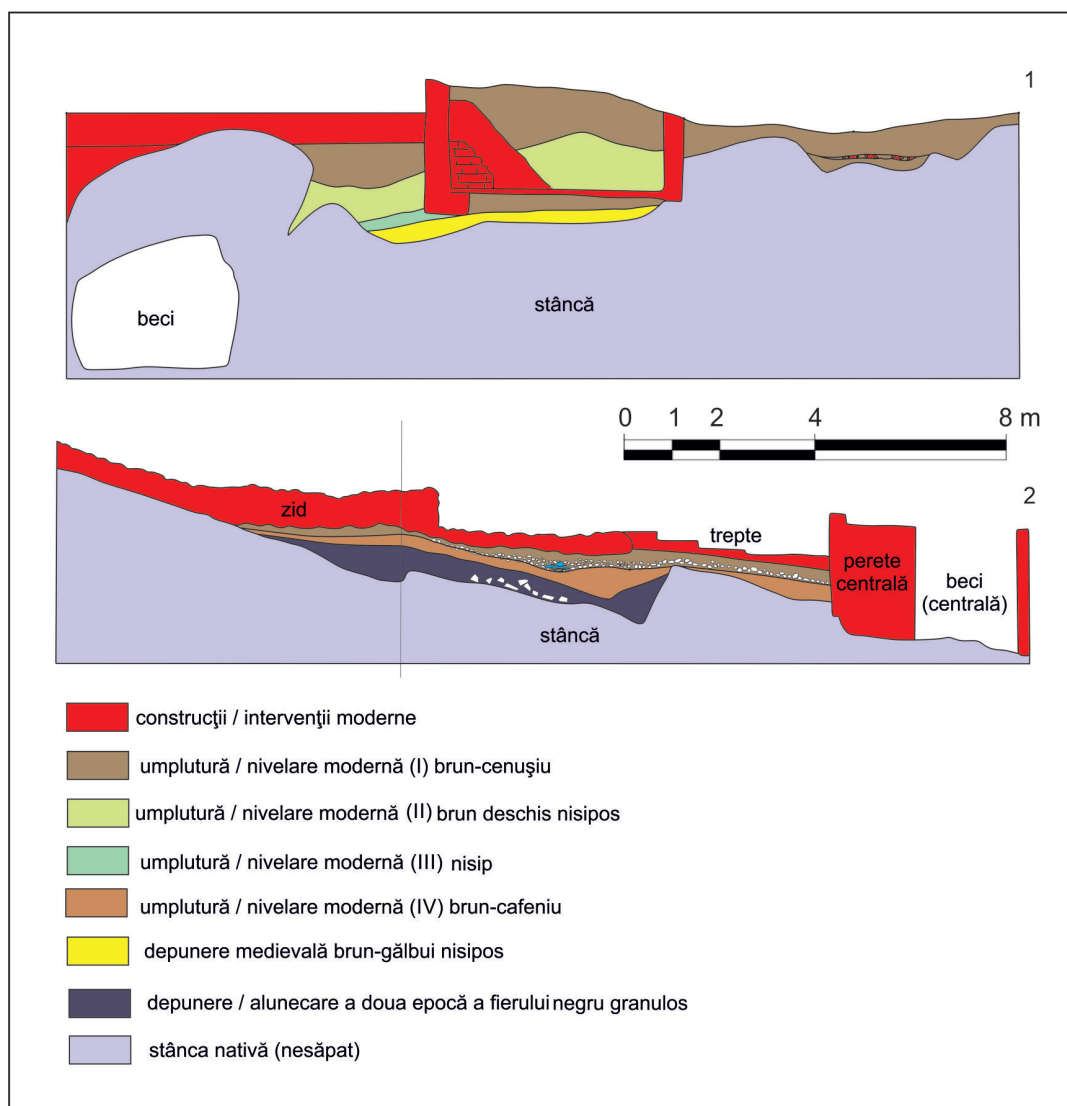 1
beci
stâncă
0 1 2 4 8 m
2
zid
trepte
perete
centrală
beci
(centrală)
stâncă
construcţii / intervenţii moderne
umplutură / nivelare modernă (I) brun-cenuşiu
umplutură / nivelare modernă (II) brun deschis nisipos
umplutură / nivelare modernă (III) nisip
umplutură / nivelare modernă (IV) brun-cafeniu
depunere medievală brun-gălbui nisipos
depunere / alunecare a doua epocă a fierului negru granulos
stânca nativă (nesăpat)